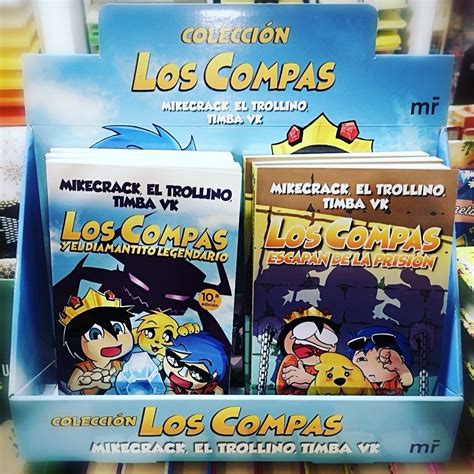 COLECCIÓN
LOS COMPAS
MIKECRACK, EL TROLLINO,
TIMBA VK
mr
MIKECRACK, EL TROLLINO,
TIMBA VK
LOS COMPAS
Y EL DIAMANTITO LEGENDARIO
10.ª
edición
MIKECRACK, EL TROLLINO,
TIMBA VK
LOS COMPAS
ESCAPAN DE LA PRISIÓN
COLECCIÓN LOS COMPAS
MIKECRACK, EL TROLLINO, TIMBA VK
mr